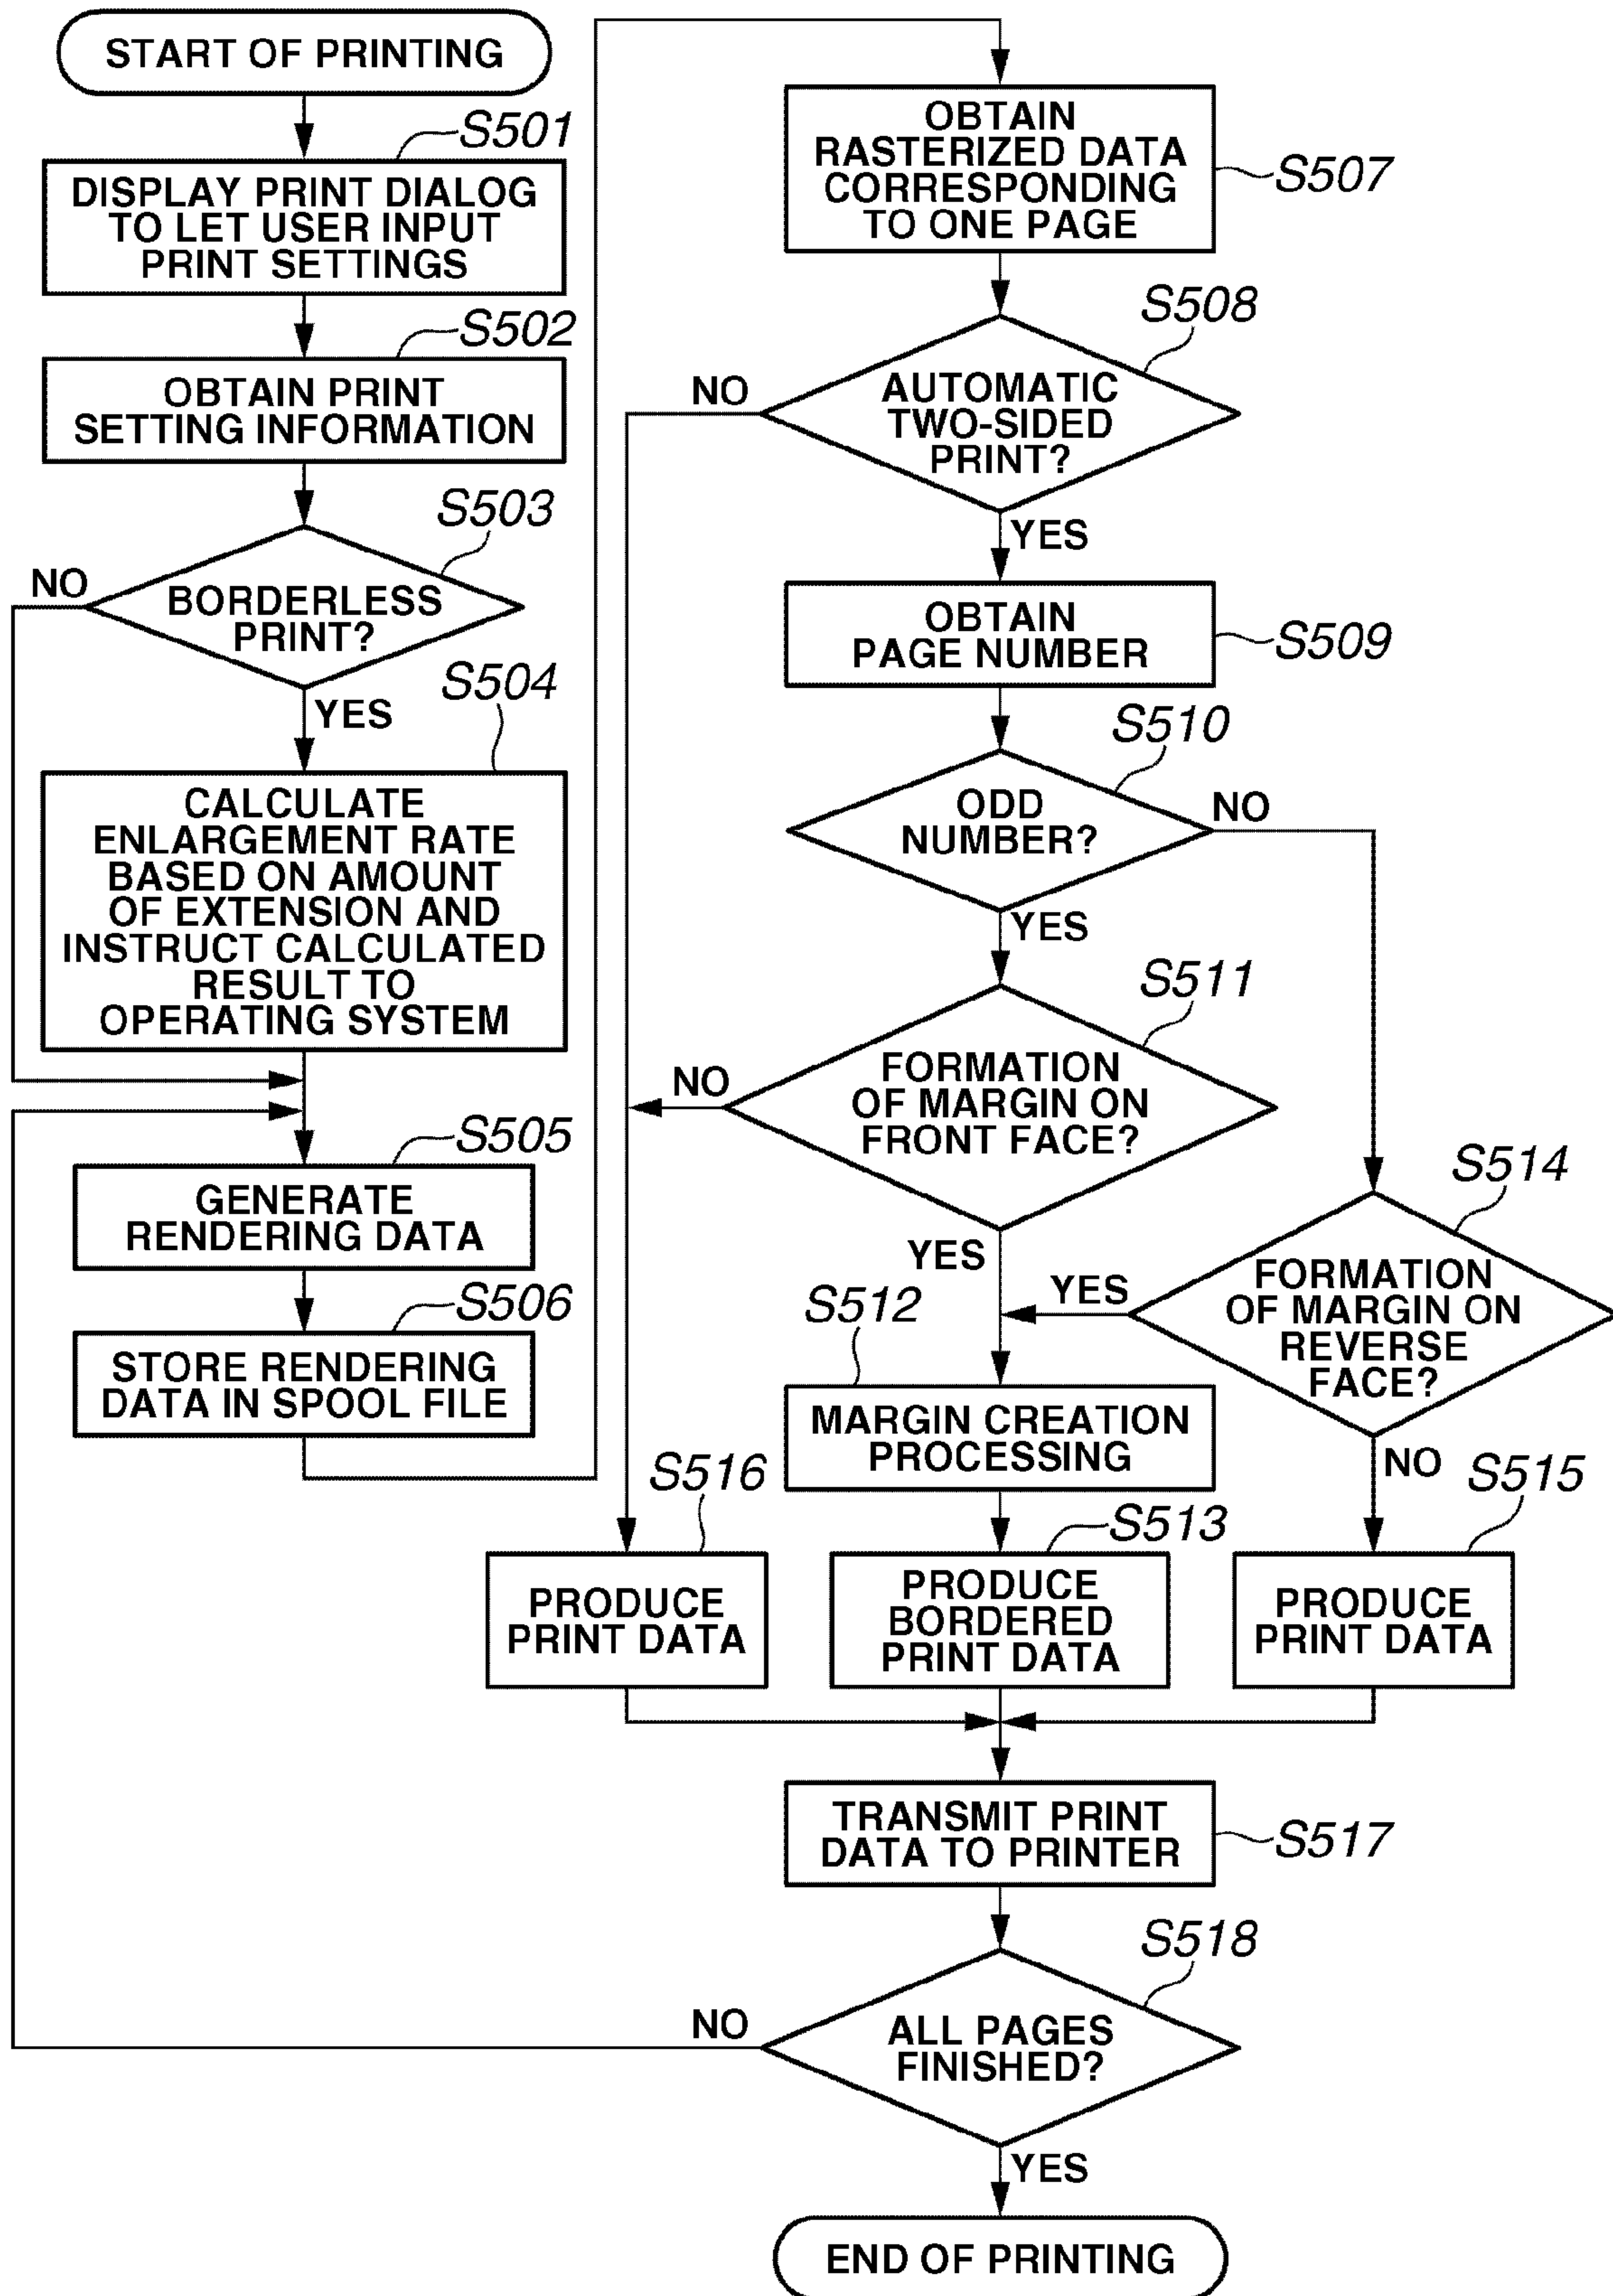 START OF PRINTING
S501
DISPLAY PRINT DIALOG
TO LET USER INPUT
PRINT SETTINGS
S502
OBTAIN PRINT
SETTING INFORMATION
S503
NO
BORDERLESS
PRINT?
YES
S504
CALCULATE
ENLARGEMENT RATE
BASED ON AMOUNT
OF EXTENSION AND
INSTRUCT CALCULATED
RESULT TO
OPERATING SYSTEM
S505
GENERATE
RENDERING DATA
S506
STORE RENDERING
DATA IN SPOOL FILE
OBTAIN
RASTERIZED DATA
CORRESPONDING
TO ONE PAGE
S507
S508
NO
AUTOMATIC
TWO-SIDED
PRINT?
YES
OBTAIN
PAGE NUMBER
S509
S510
ODD
NUMBER?
NO
YES
S511
NO
FORMATION
OF MARGIN ON
FRONT FACE?
YES
S514
YES
FORMATION
OF MARGIN ON
REVERSE
FACE?
NO
S512
MARGIN CREATION
PROCESSING
S516
PRODUCE
PRINT DATA
S513
PRODUCE
BORDERED
PRINT DATA
S515
PRODUCE
PRINT DATA
TRANSMIT PRINT
DATA TO PRINTER
S517
S518
NO
ALL PAGES
FINISHED?
YES
END OF PRINTING